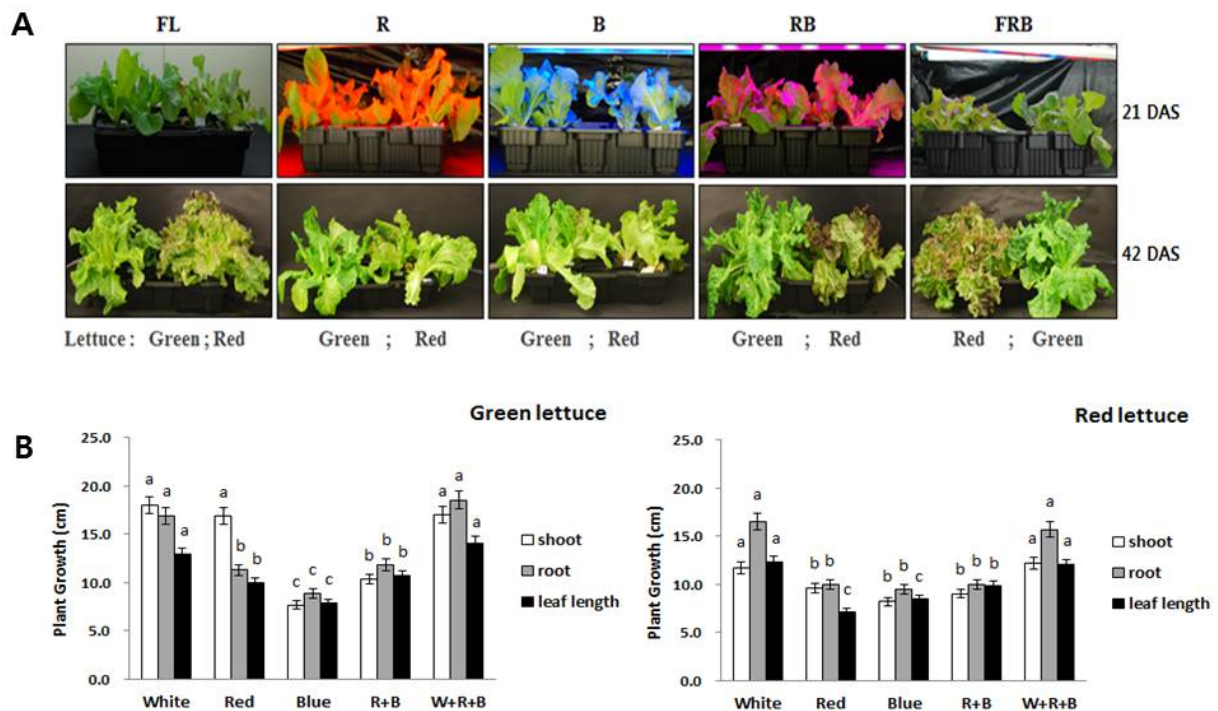 A
FL R B RB FRB
21 DAS
42 DAS
Lettuce: Green ; Red Green ; Red Green ; Red Green ; Red Red ; Green
B
Green lettuce
25.0
20.0
15.0
10.0
5.0
0.0
Plant Growth (cm)
a a a
a b b
c c c
b b b
a a a
White Red Blue R+B W+R+B
shoot
root
leaf length
Red lettuce
25.0
20.0
15.0
10.0
5.0
0.0
Plant Growth (cm)
a a a
b b c
b b c
b b b
a a a
White Red Blue R+B W+R+B
shoot
root
leaf length